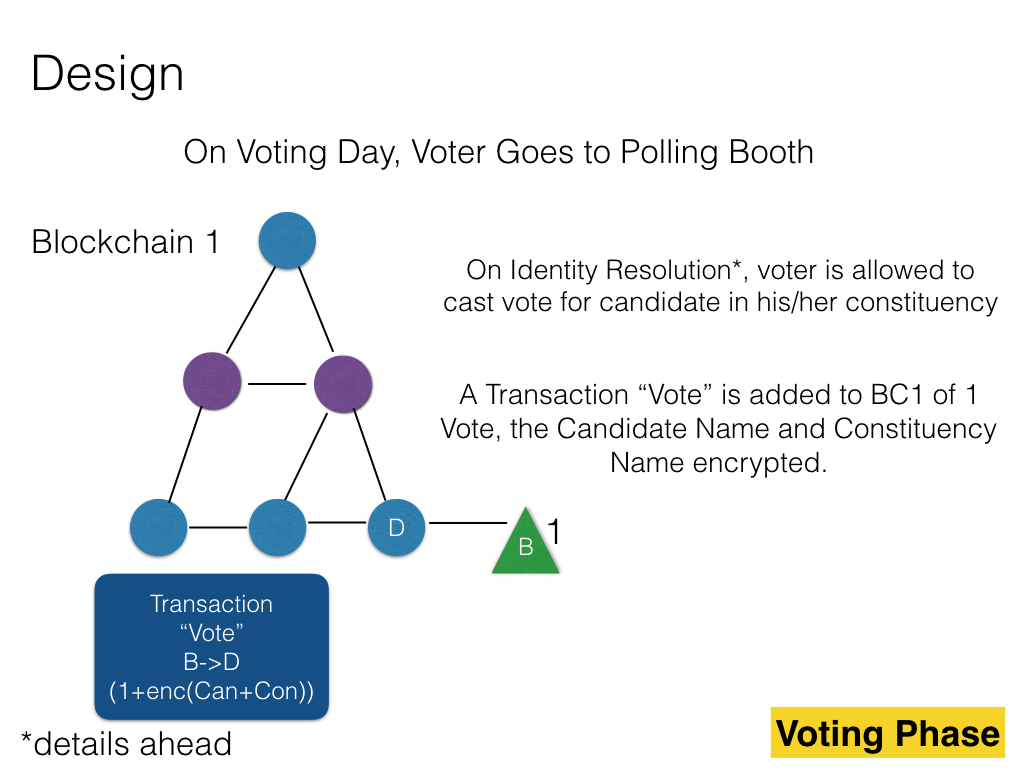 Design
On Voting Day, Voter Goes to Polling Booth
Blockchain 1
On Identity Resolution*, voter is allowed to
cast vote for candidate in his/her constituency
A Transaction “Vote” is added to BC1 of 1
Vote, the Candidate Name and Constituency
Name encrypted.
D
B
1
Transaction
“Vote”
B->D
(1+enc(Can+Con))
*details ahead
Voting Phase